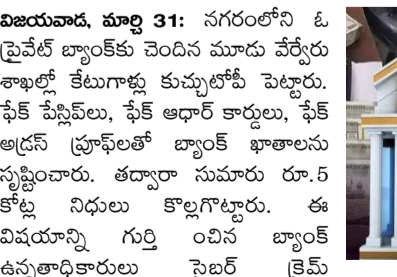 విజయవాడ, మార్చి 31: నగరంలోని ఓ
ప్రైవేట్ బ్యాంక్‌కు చెందిన మూడు వేర్వేరు
శాఖల్లో కేటుగాళ్లు కుచ్చుటోపీ పెట్టారు.
ఫేక్ పేస్లిప్‌లు, ఫేక్ ఆధార్ కార్డులు, ఫేక్
అడ్రస్ ప్రూఫ్‌లతో బ్యాంక్ ఖాతాలను
సృష్టించారు. తద్వారా సుమారు రూ.5
కోట్ల నిధులు కొల్లగొట్టారు. ఈ
విషయాన్ని గుర్తి ంచిన బ్యాంక్
ఉన్నతాధికారులు సైబర్ క్రైమ్